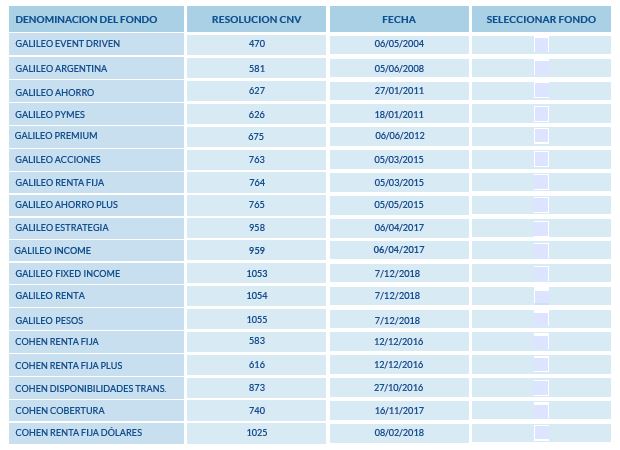 DENOMINACION DEL FONDO RESOLUCION CNV FECHA SELECCIONAR FONDO
GALILEO EVENT DRIVEN 470 06/05/2004
GALILEO ARGENTINA 581 05/06/2008
GALILEO AHORRO 627 27/01/2011
GALILEO PYMES 626 18/01/2011
GALILEO PREMIUM 675 06/06/2012
GALILEO ACCIONES 763 05/03/2015
GALILEO RENTA FIJA 764 05/03/2015
GALILEO AHORRO PLUS 765 05/05/2015
GALILEO ESTRATEGIA 958 06/04/2017
GALILEO INCOME 959 06/04/2017
GALILEO FIXED INCOME 1053 7/12/2018
GALILEO RENTA 1054 7/12/2018
GALILEO PESOS 1055 7/12/2018
COHEN RENTA FIJA 583 12/12/2016
COHEN RENTA FIJA PLUS 616 12/12/2016
COHEN DISPONIBILIDADES TRANS. 873 27/10/2016
COHEN COBERTURA 740 16/11/2017
COHEN RENTA FIJA DÓLARES 1025 08/02/2018